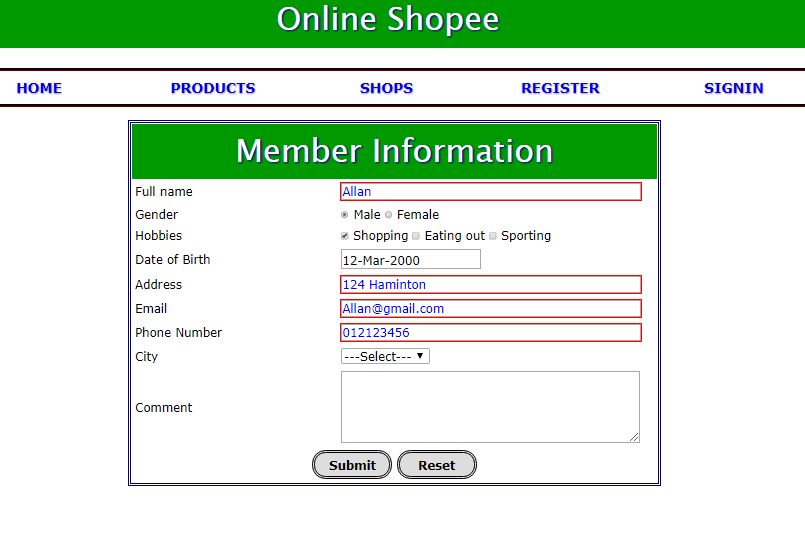 Online Shopee
HOME PRODUCTS SHOPS REGISTER SIGNIN
Member Information
Full name Allan
Gender Male Female
Hobbies Shopping Eating out Sporting
Date of Birth 12-Mar-2000
Address 124 Haminton
Email Allan@gmail.com
Phone Number 012123456
City ---Select---
Comment
Submit Reset